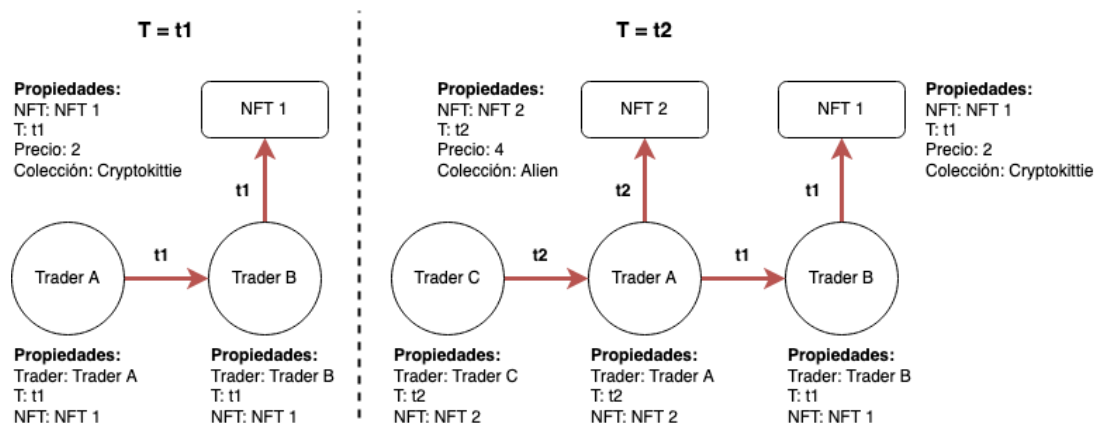 T = t1
Propiedades:
NFT: NFT 1
T: t1
Precio: 2
Colección: Cryptokittie
NFT 1
t1
Trader A
t1
Trader B
Propiedades:
Trader: Trader A
T: t1
NFT: NFT 1
Propiedades:
Trader: Trader B
T: t1
NFT: NFT 1
T = t2
Propiedades:
NFT: NFT 2
T: t2
Precio: 4
Colección: Alien
NFT 2
NFT 1
Propiedades:
NFT: NFT 1
T: t1
Precio: 2
Colección: Cryptokittie
t2
t1
Trader C
t2
Trader A
t1
Trader B
Propiedades:
Trader: Trader C
T: t2
NFT: NFT 2
Propiedades:
Trader: Trader A
T: t2
NFT: NFT 2
Propiedades:
Trader: Trader B
T: t1
NFT: NFT 1